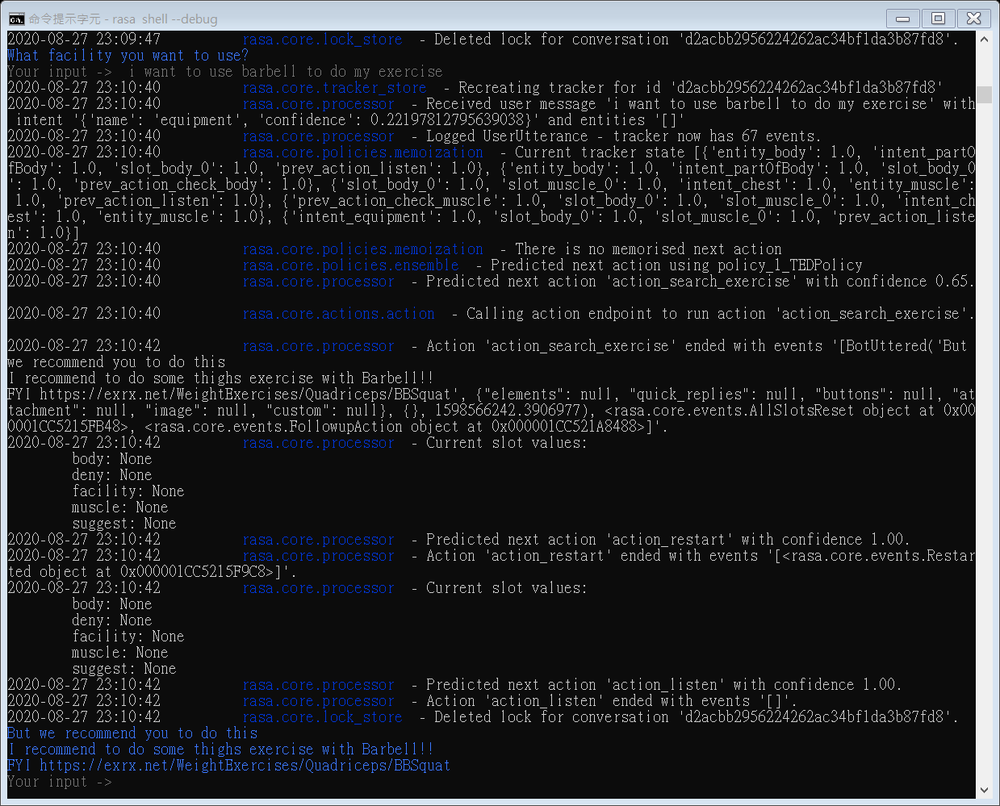 命令提示字元 - rasa  shell --debug
2020-08-27 23:09:47 rasa.core.lock_store  - Deleted lock for conversation 'd2acbb2956224262ac34bf1da3b87fd8'.
What facility you want to use?
Your input ->  i want to use barbell to do my exercise
2020-08-27 23:10:40 rasa.core.tracker_store  - Recreating tracker for id 'd2acbb2956224262ac34bf1da3b87fd8'
2020-08-27 23:10:40 rasa.core.processor  - Received user message 'i want to use barbell to do my exercise' with
 intent '{'name': 'equipment', 'confidence': 0.22197812795639038}' and entities '[]'
2020-08-27 23:10:40 rasa.core.processor  - Logged UserUtterance - tracker now has 67 events.
2020-08-27 23:10:40 rasa.core.policies.memoization  - Current tracker state [{'entity_body': 1.0, 'intent_partO
fBody': 1.0, 'slot_body_0': 1.0, 'prev_action_listen': 1.0}, {'entity_body': 1.0, 'intent_partOfBody': 1.0, 'slot_body_0
': 1.0, 'prev_action_check_body': 1.0}, {'slot_body_0': 1.0, 'slot_muscle_0': 1.0, 'intent_chest': 1.0, 'entity_muscle':
 1.0, 'prev_action_listen': 1.0}, {'prev_action_check_muscle': 1.0, 'slot_body_0': 1.0, 'slot_muscle_0': 1.0, 'intent_ch
est': 1.0, 'entity_muscle': 1.0}, {'intent_equipment': 1.0, 'slot_body_0': 1.0, 'slot_muscle_0': 1.0, 'prev_action_liste
n': 1.0}]
2020-08-27 23:10:40 rasa.core.policies.memoization  - There is no memorised next action
2020-08-27 23:10:40 rasa.core.policies.ensemble  - Predicted next action using policy_1_TEDPolicy
2020-08-27 23:10:40 rasa.core.processor  - Predicted next action 'action_search_exercise' with confidence 0.65.
2020-08-27 23:10:40 rasa.core.actions.action  - Calling action endpoint to run action 'action_search_exercise'.
2020-08-27 23:10:42 rasa.core.processor  - Action 'action_search_exercise' ended with events '[BotUttered('But
we recommend you to do this
I recommend to do some thighs exercise with Barbell!!
FYI https://exrx.net/WeightExercises/Quadriceps/BBSquat', {"elements": null, "quick_replies": null, "buttons": null, "at
tachment": null, "image": null, "custom": null}, {}, 1598566242.3906977), <rasa.core.events.AllSlotsReset object at 0x00
0001CC5215FB48>, <rasa.core.events.FollowupAction object at 0x000001CC521A8488>]'.
2020-08-27 23:10:42 rasa.core.processor  - Current slot values:
body: None
deny: None
facility: None
muscle: None
suggest: None
2020-08-27 23:10:42 rasa.core.processor  - Predicted next action 'action_restart' with confidence 1.00.
2020-08-27 23:10:42 rasa.core.processor  - Action 'action_restart' ended with events '[<rasa.core.events.Restar
ted object at 0x000001CC5215F9C8>]'.
2020-08-27 23:10:42 rasa.core.processor  - Current slot values:
body: None
deny: None
facility: None
muscle: None
suggest: None
2020-08-27 23:10:42 rasa.core.processor  - Predicted next action 'action_listen' with confidence 1.00.
2020-08-27 23:10:42 rasa.core.processor  - Action 'action_listen' ended with events '[]'.
2020-08-27 23:10:42 rasa.core.lock_store  - Deleted lock for conversation 'd2acbb2956224262ac34bf1da3b87fd8'.
But we recommend you to do this
I recommend to do some thighs exercise with Barbell!!
FYI https://exrx.net/WeightExercises/Quadriceps/BBSquat
Your input ->